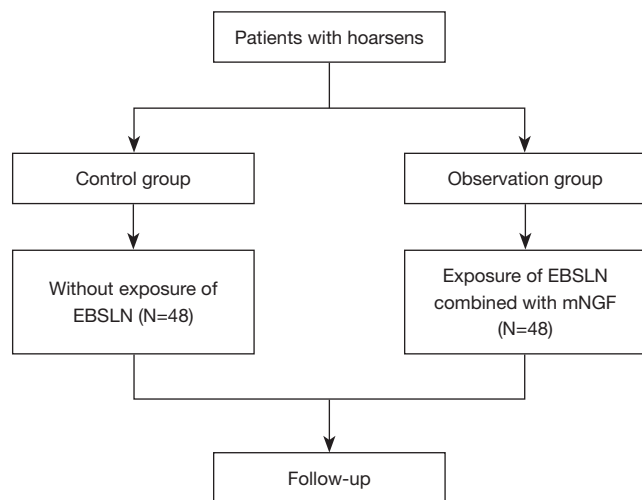 Patients with hoarsens
Control group
Observation group
Without exposure of
EBSLN (N=48)
Exposure of EBSLN
combined with mNGF
(N=48)
Follow-up